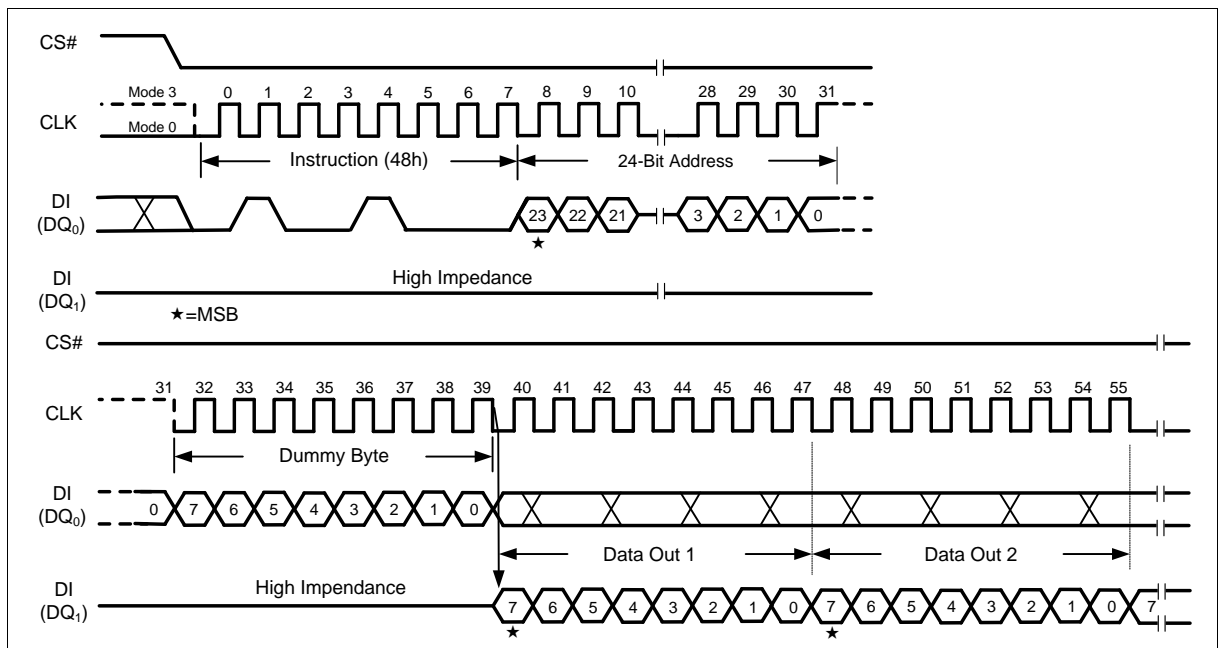 CS#
Mode 3
0 1 2 3 4 5 6 7 8 9 10 28 29 30 31
CLK
Mode 0
Instruction (48h)
24-Bit Address
DI
(DQ0)
23 22 21 3 2 1 0
★
DI
(DQ1)
High Impedance
★=MSB
CS#
31 32 33 34 35 36 37 38 39 40 41 42 43 44 45 46 47 48 49 50 51 52 53 54 55
CLK
Dummy Byte
DI
(DQ0)
0 7 6 5 4 3 2 1 0
Data Out 1
Data Out 2
DI
(DQ1)
High Impendance
7 6 5 4 3 2 1 0 7 6 5 4 3 2 1 0 7
★ ★